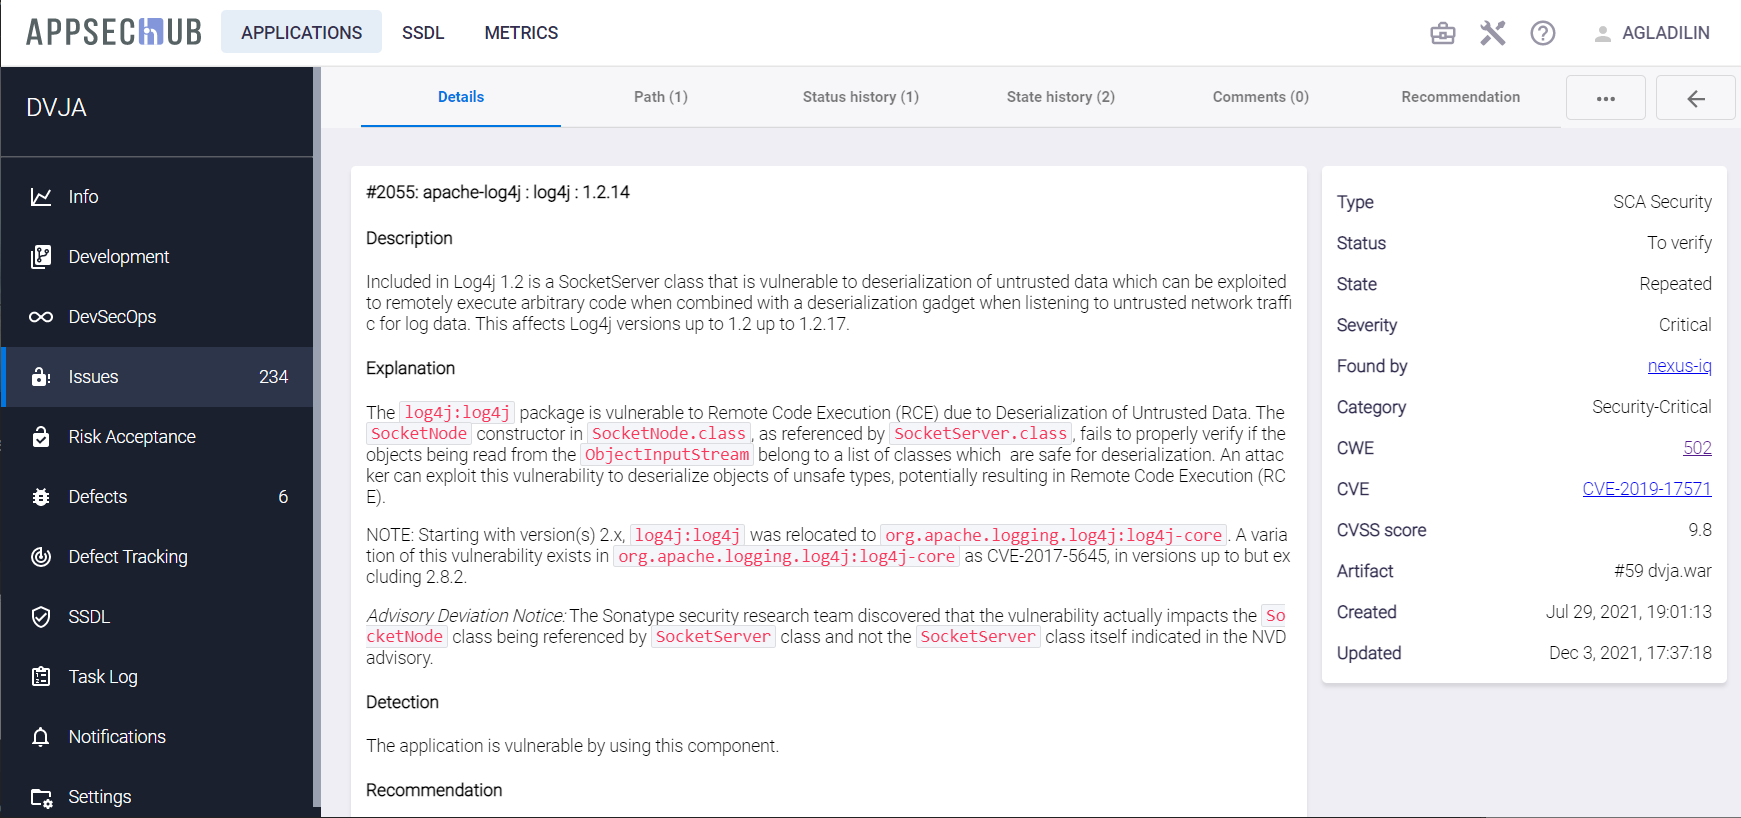 APPSECHUB
APPLICATIONS
SSDL
METRICS
AGLADILIN
DVJA
Info
Development
DevSecOps
Issues 234
Risk Acceptance
Defects 6
Defect Tracking
SSDL
Task Log
Notifications
Settings
Details
Path (1)
Status history (1)
State history (2)
Comments (0)
Recommendation
#2055: apache-log4j : log4j : 1.2.14
Description
Included in Log4j 1.2 is a SocketServer class that is vulnerable to deserialization of untrusted data which can be exploited
to remotely execute arbitrary code when combined with a deserialization gadget when listening to untrusted network traffi
c for log data. This affects Log4j versions up to 1.2 up to 1.2.17.
Explanation
The log4j:log4j package is vulnerable to Remote Code Execution (RCE) due to Deserialization of Untrusted Data. The
SocketNode constructor in SocketNode.class, as referenced by SocketServer.class, fails to properly verify if the
objects being read from the ObjectInputStream belong to a list of classes which are safe for deserialization. An attac
ker can exploit this vulnerability to deserialize objects of unsafe types, potentially resulting in Remote Code Execution (RC
E).
NOTE: Starting with version(s) 2.x, log4j:log4j was relocated to org.apache.logging.log4j:log4j-core. A varia
tion of this vulnerability exists in org.apache.logging.log4j:log4j-core as CVE-2017-5645, in versions up to but ex
cluding 2.8.2.
Advisory Deviation Notice: The Sonatype security research team discovered that the vulnerability actually impacts the So
cketNode class being referenced by SocketServer class and not the SocketServer class itself indicated in the NVD
advisory.
Detection
The application is vulnerable by using this component.
Recommendation
Type SCA Security
Status To verify
State Repeated
Severity Critical
Found by nexus-iq
Category Security-Critical
CWE 502
CVE CVE-2019-17571
CVSS score 9.8
Artifact #59 dvja.war
Created Jul 29, 2021, 19:01:13
Updated Dec 3, 2021, 17:37:18